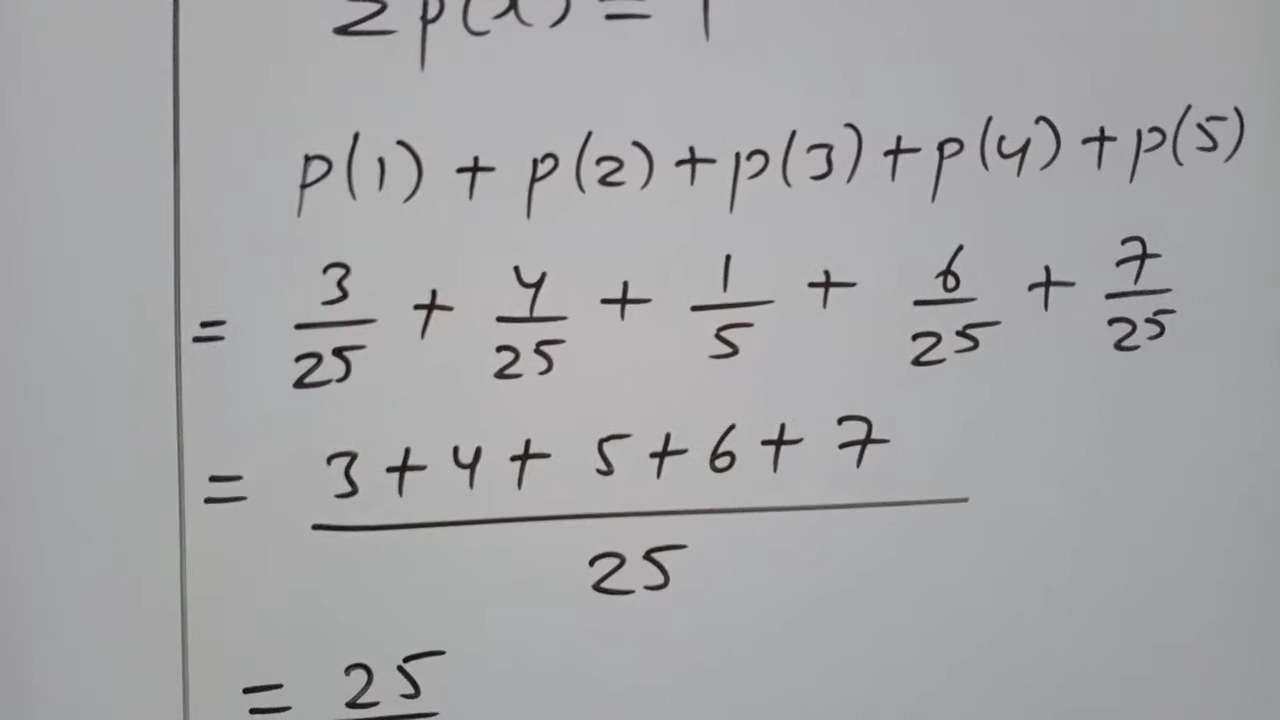 Σp(x) = 1
p(1) + p(2) + p(3) + p(4) + p(5)
= 3/25 + 4/25 + 1/5 + 6/25 + 7/25
= 3+4+5+6+7 / 25
= 25